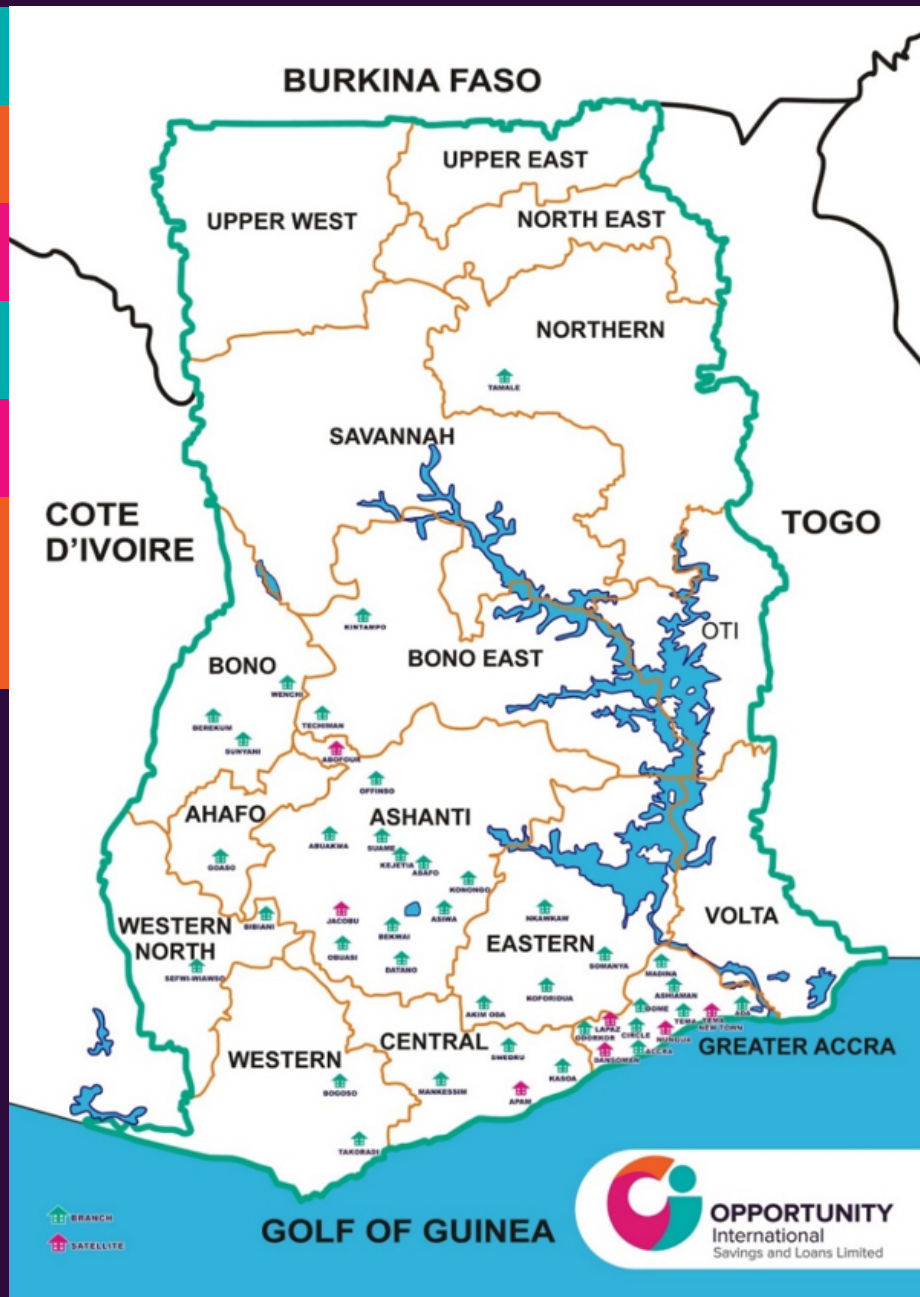 BURKINA FASO
UPPER EAST
UPPER WEST
NORTH EAST
NORTHERN
TAMALE
SAVANNAH
COTE
D'IVOIRE
TOGO
KINTAMPO
OTI
BONO
BONO EAST
WENCHI
BEREKUM
TECHIMAN
SUNYANI
ABOFOUR
OFFINSO
AHAFO
ASHANTI
ABUAKWA
SUAME
KEJETIA
ASAFO
GOASO
KONONGO
JACOBU
ASIWA
NKAWKAW
BIBIANI
VOLTA
WESTERN
NORTH
BEKWAI
EASTERN
OBUASI
SOMANYA
DATANO
MADINA
SEFWI-WIAWSO
KOFORIDUA
ASHIAMAN
AKIM ODA
DOME
TEMA
TEMA
NEW TOWN
ADA
LAPAZ
ODORKOR
CIRCLE
NUNGUA
CENTRAL
SWEDRU
DANSOMAN
ACCRA
GREATER ACCRA
WESTERN
KASOA
BOGOSO
MANKESSIM
APAM
TAKORADI
BRANCH
SATELLITE
GOLF OF GUINEA
OPPORTUNITY
International
Savings and Loans Limited